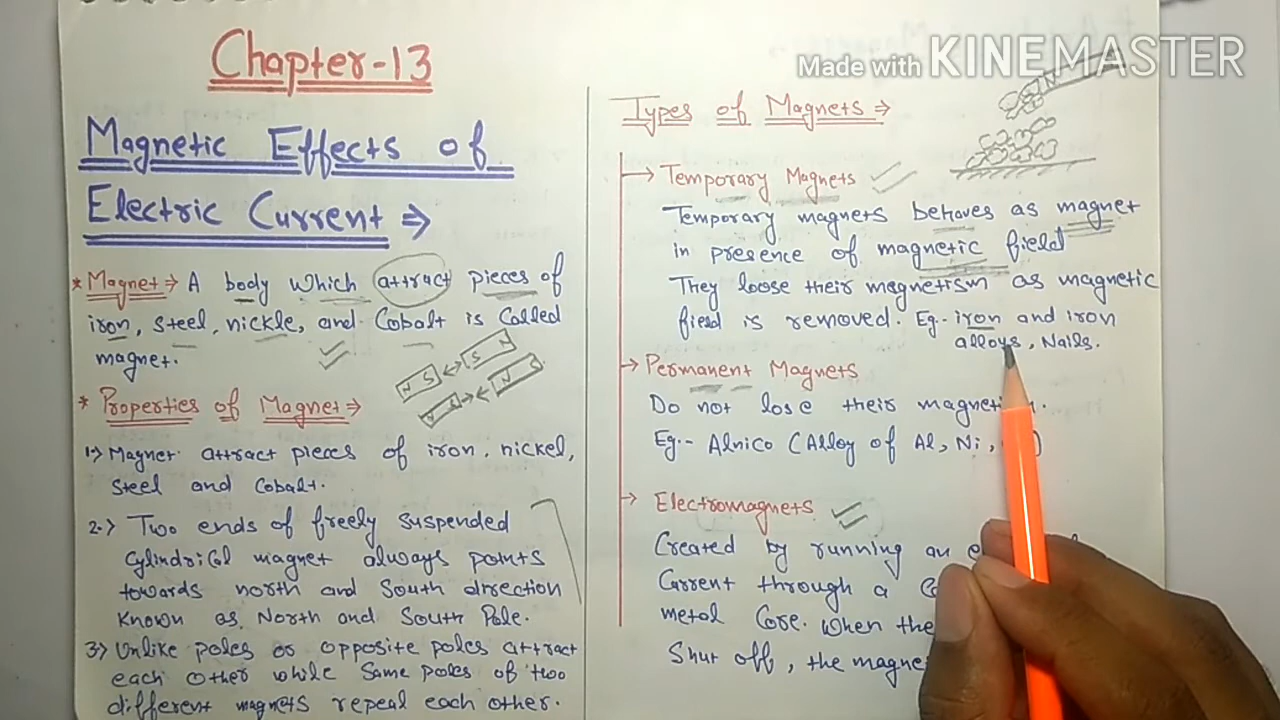 Chapter-13
Magnetic Effects of
Electric Current ⇒
* Magnet ⇒ A body which attract pieces of
iron, steel, nickle, and Cobalt is Called
magnet.
N S ↔ S N
N S →← N S
* Properties of Magnet ⇒
1.> Magnet attract pieces of iron, nickel,
Steel and Cobalt.
2.> Two ends of freely suspended
Cylindrical magnet always points
towards north and South direction
Known as North and South Pole.
3> Unlike poles or opposite poles attract
each other while Same poles of two
different magnets repeal each other.
Made with KINEMASTER
Types of Magnets ⇒
N
→ Temporary Magnets
Temporary magnets behaves as magnet
in presence of magnetic field
They loose their magnetism as magnetic
field is removed. Eg.- iron and iron
alloys, Nails.
→ Permanent Magnets
Do not lose their
Eg.- Alnico (Alloy of Al, Ni, )
→ Electromagnets
Created by running an
Current through a
metal Core. When the
Shut off, the